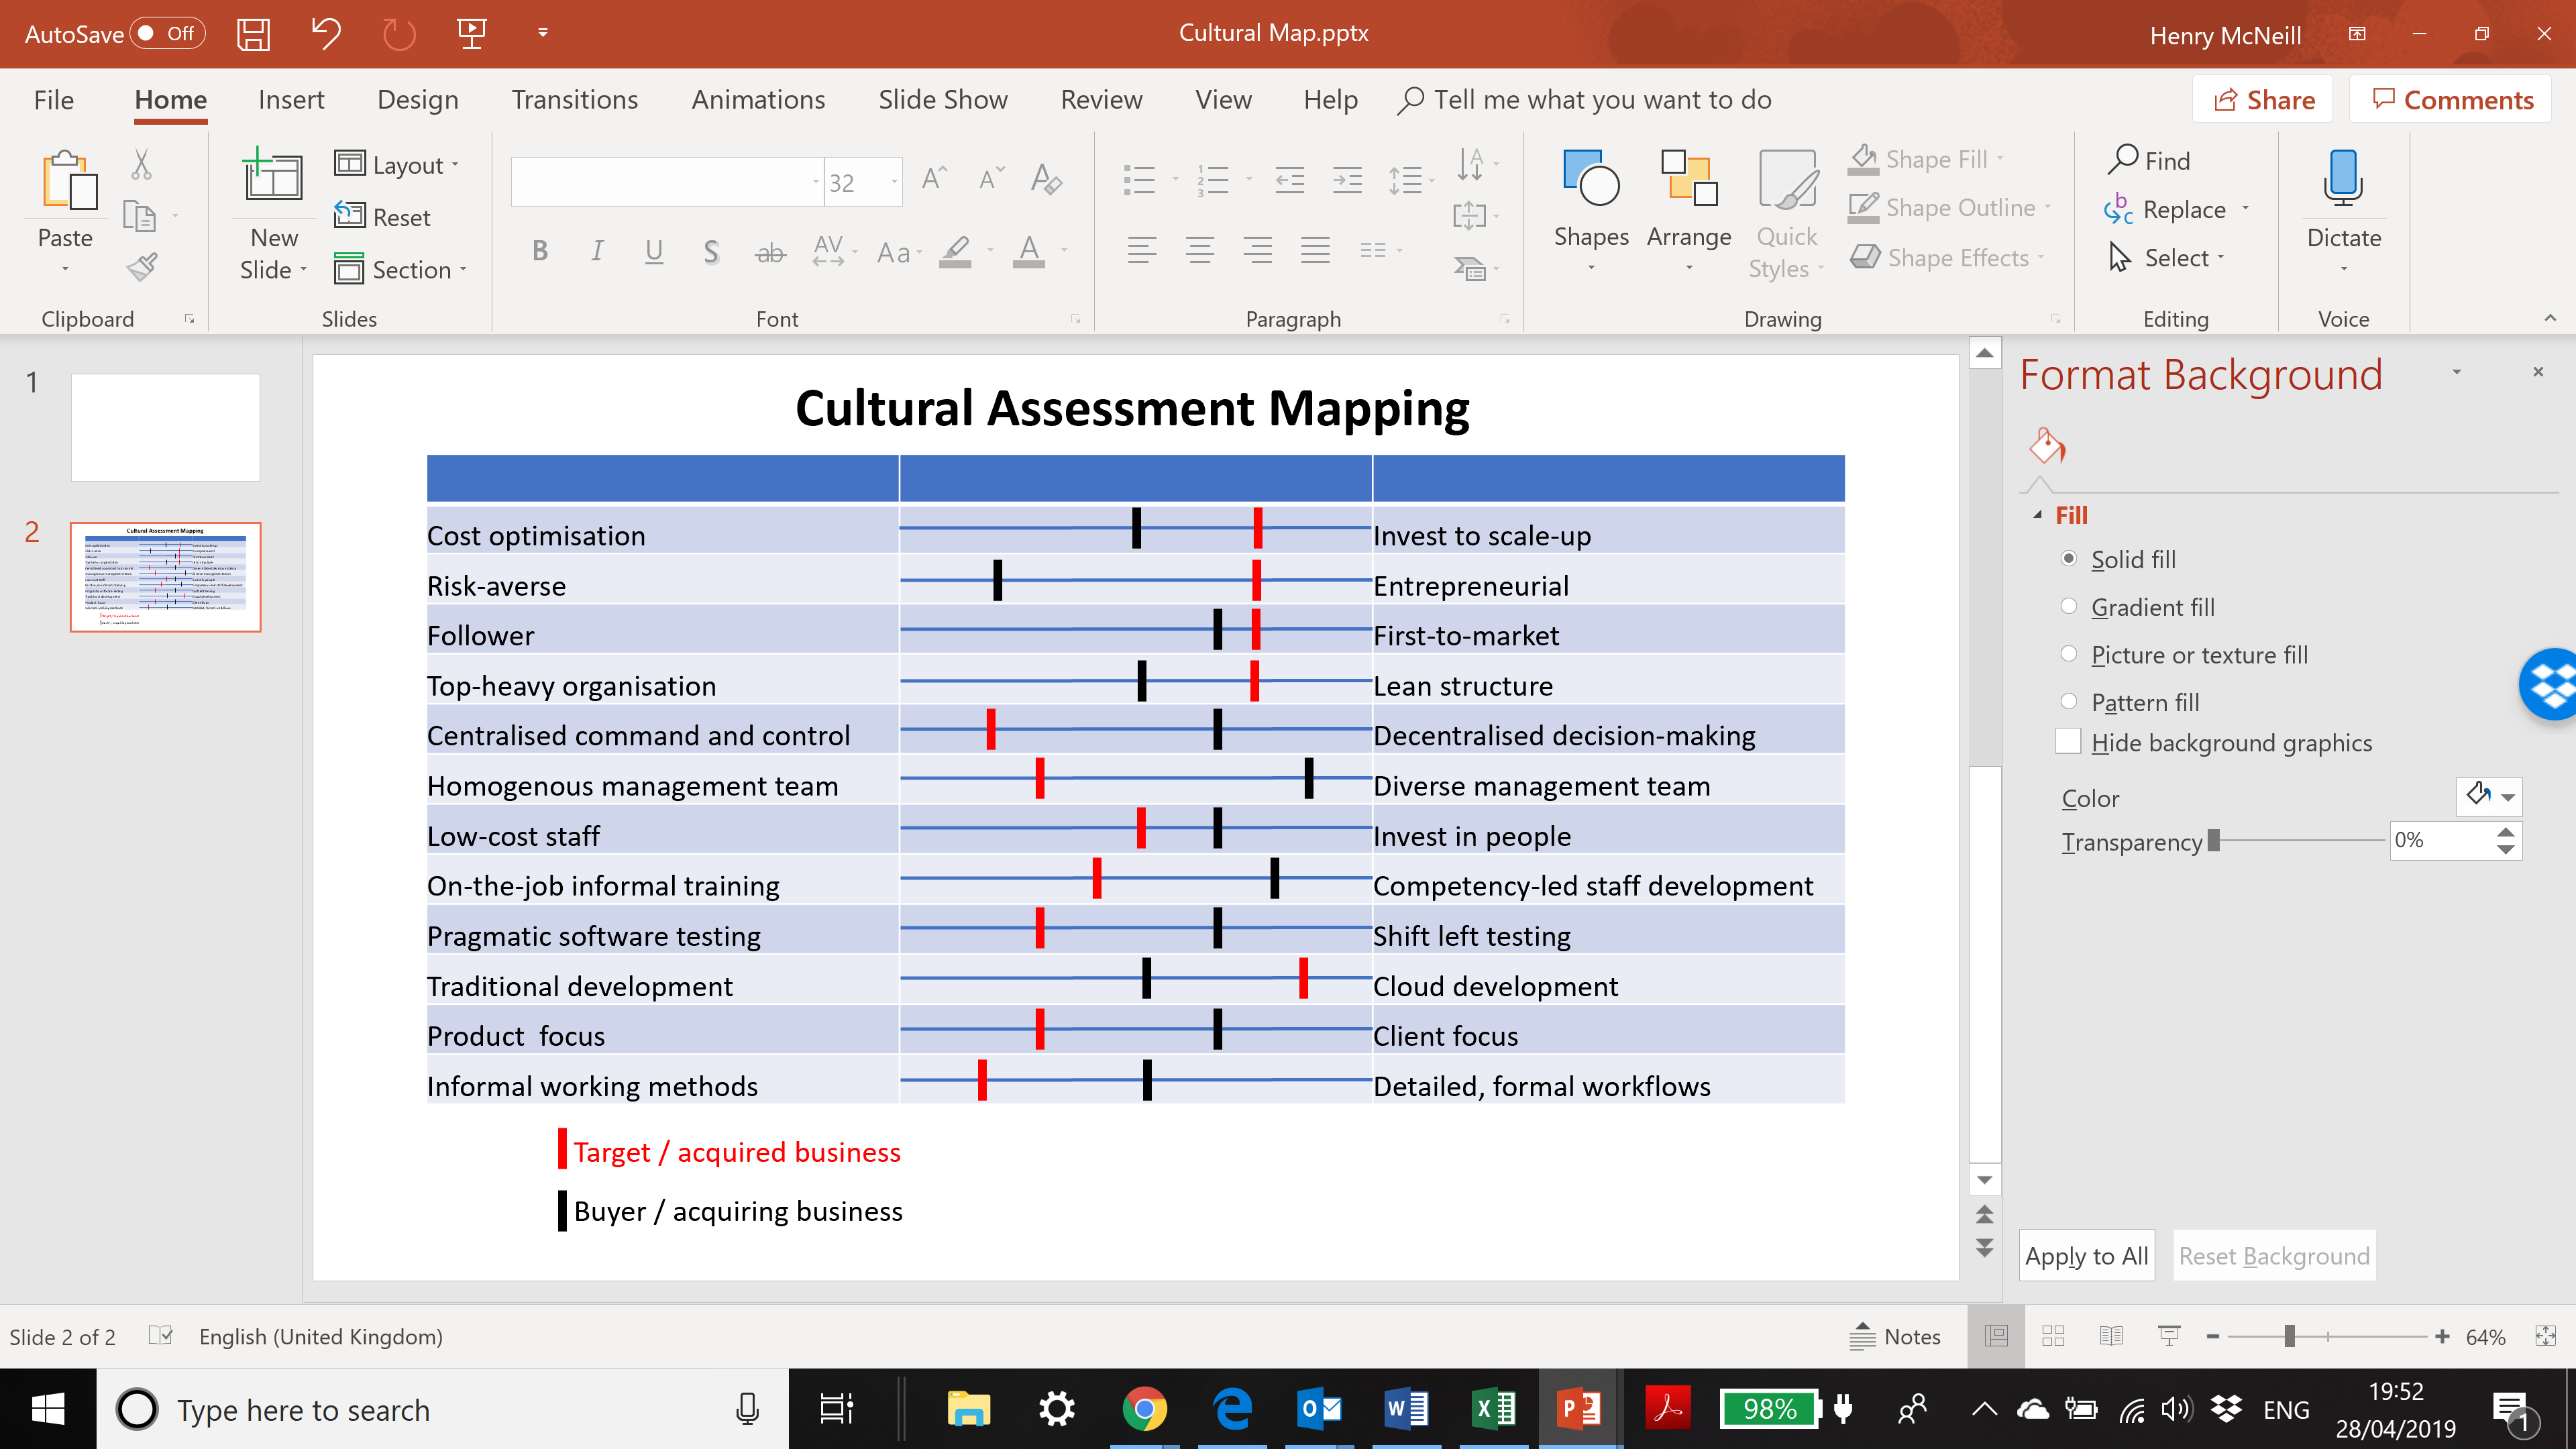 AutoSave Off
Cultural Map.pptx
Henry McNeill
File Home Insert Design Transitions Animations Slide Show Review View Help Tell me what you want to do
Share Comments
Paste
Clipboard
New Slide
Layout
Reset
Section
Slides
32
Font
Paragraph
Shapes
Arrange
Quick Styles
Shape Fill
Shape Outline
Shape Effects
Drawing
Find
Replace
Select
Editing
Dictate
Voice
1
2
Cultural Assessment Mapping
Cost optimisation Invest to scale-up
Risk-averse Entrepreneurial
Follower First-to-market
Top-heavy organisation Lean structure
Centralised command and control Decentralised decision-making
Homogenous management team Diverse management team
Low-cost staff Invest in people
On-the-job informal training Competency-led staff development
Pragmatic software testing Shift left testing
Traditional development Cloud development
Product  focus Client focus
Informal working methods Detailed, formal workflows
Target / acquired business
Buyer / acquiring business
Format Background
Fill
Solid fill
Gradient fill
Picture or texture fill
Pattern fill
Hide background graphics
Color
Transparency 0%
Apply to All Reset Background
Slide 2 of 2 English (United Kingdom) Notes 64%
Type here to search
98%
ENG
19:52
28/04/2019
1